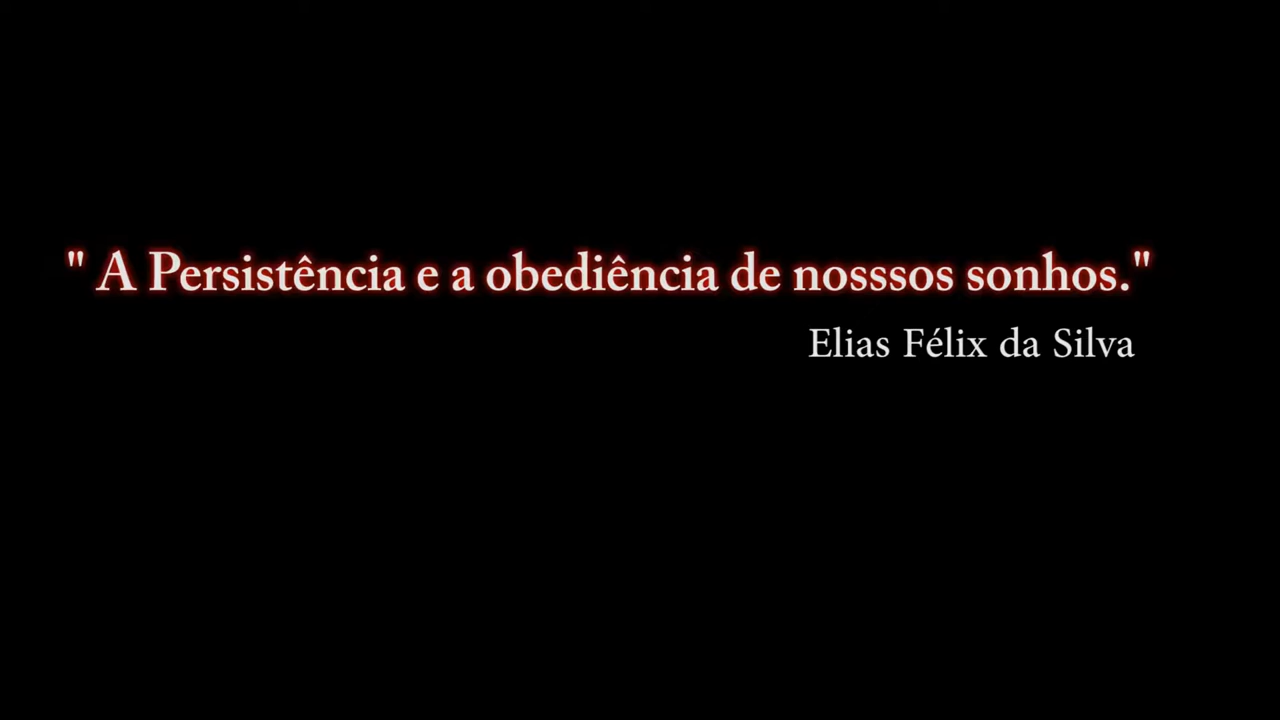 " A Persistência e a obediência de nosssos sonhos."
Elias Félix da Silva